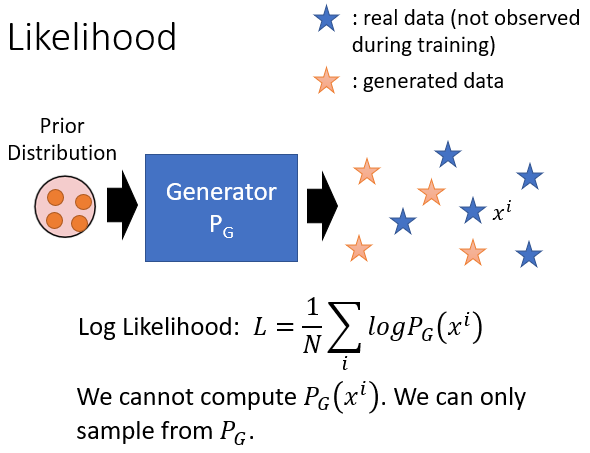 Likelihood
: real data (not observed
during training)
: generated data
Prior
Distribution
Generator
P_G
x^i
Log Likelihood: L = \frac{1}{N} \sum_i logP_G(x^i)
We cannot compute P_G(x^i). We can only
sample from P_G.